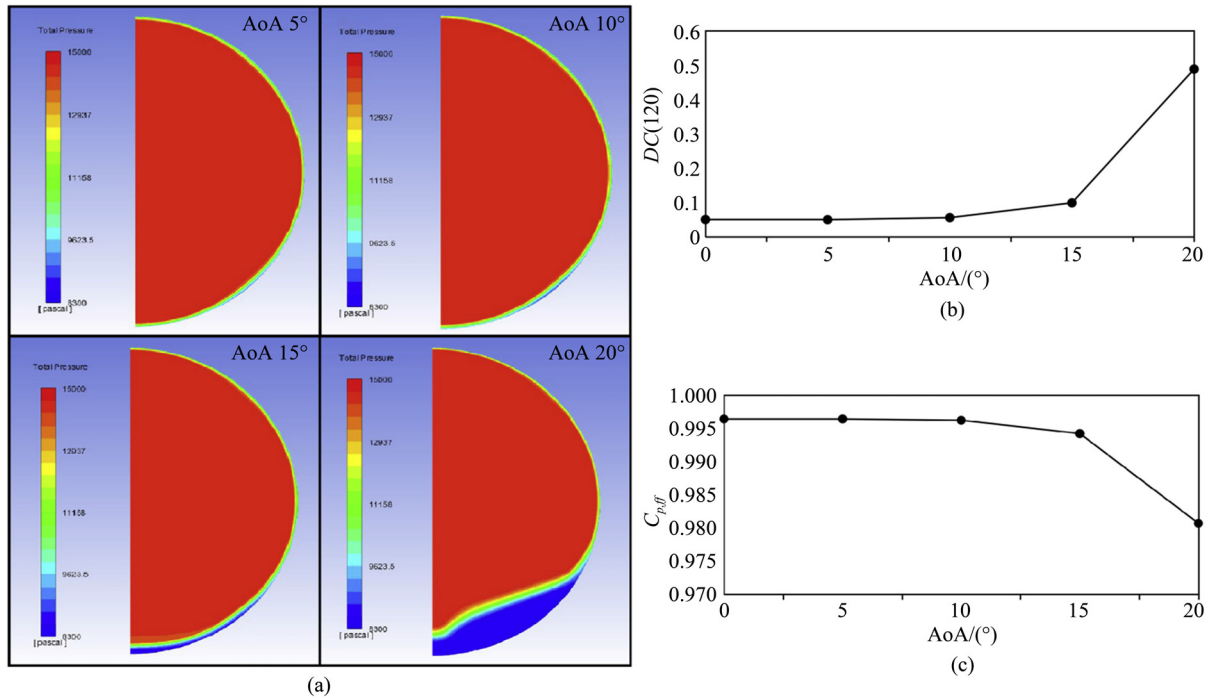 AoA 5°
Total Pressure
15000
12937
11158
9623.5
8300
[ pascal ]
AoA 10°
Total Pressure
15000
12937
11158
9623.5
8300
[ pascal ]
AoA 15°
Total Pressure
15000
12937
11158
9623.5
8300
[ pascal ]
AoA 20°
Total Pressure
15000
12937
11158
9623.5
8300
[ pascal ]
(a)
DC(120)
0.6
0.5
0.4
0.3
0.2
0.1
0
0 5 10 15 20
AoA/(°)
(b)
C_{p,ff}
1.000
0.995
0.990
0.985
0.980
0.975
0.970
0 5 10 15 20
AoA/(°)
(c)